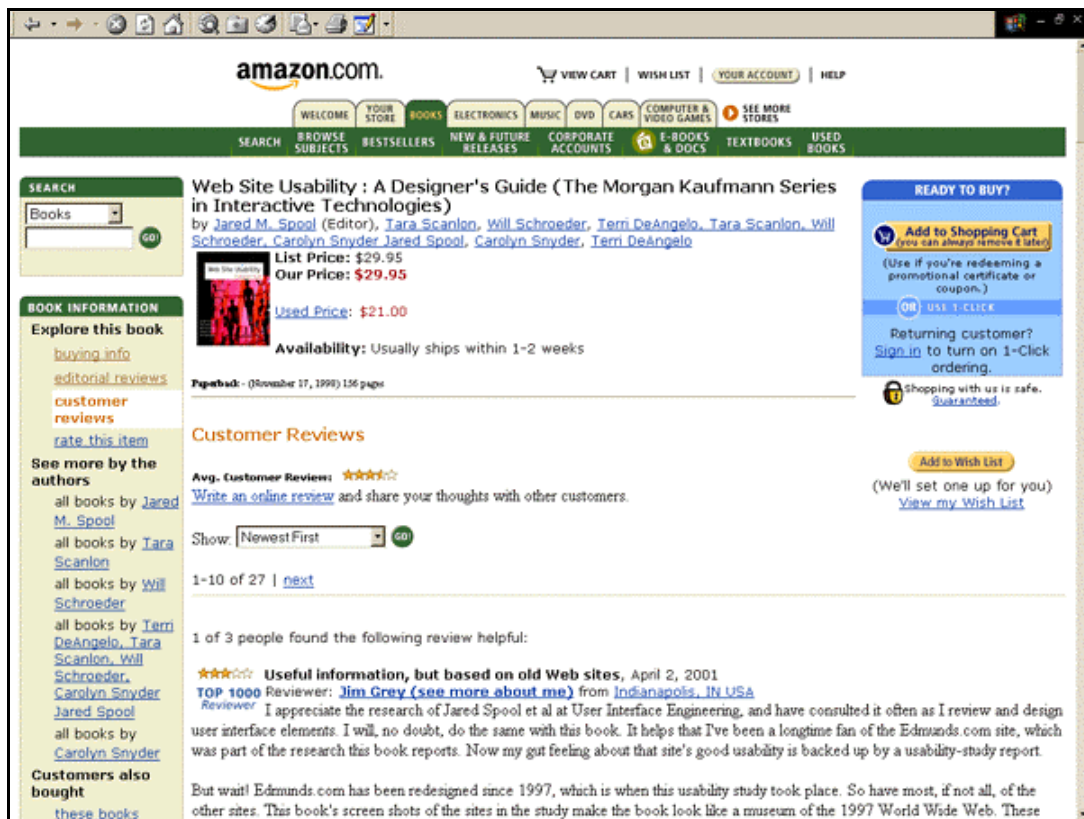 amazon.com.
VIEW CART | WISH LIST | YOUR ACCOUNT | HELP
WELCOME YOUR STORE BOOKS ELECTRONICS MUSIC DVD CARS COMPUTER & VIDEO GAMES SEE MORE STORES
SEARCH BROWSE SUBJECTS BESTSELLERS NEW & FUTURE RELEASES CORPORATE ACCOUNTS E-BOOKS & DOCS TEXTBOOKS USED BOOKS
SEARCH
Books
GO!
BOOK INFORMATION
Explore this book
buying info
editorial reviews
customer
reviews
rate this item
See more by the
authors
all books by Jared
M. Spool
all books by Tara
Scanlon
all books by Will
Schroeder
all books by Terri
DeAngelo, Tara
Scanlon, Will
Schroeder,
Carolyn Snyder
Jared Spool
all books by
Carolyn Snyder
Customers also
bought
these books
Web Site Usability : A Designer's Guide (The Morgan Kaufmann Series
in Interactive Technologies)
by Jared M. Spool (Editor), Tara Scanlon, Will Schroeder, Terri DeAngelo, Tara Scanlon, Will
Schroeder, Carolyn Snyder Jared Spool, Carolyn Snyder, Terri DeAngelo
Web Site Usability
List Price: $29.95
Our Price: $29.95
Used Price: $21.00
Availability: Usually ships within 1-2 weeks
Paperback - (November 17, 1998) 156 pages
Customer Reviews
Avg. Customer Review:
Write an online review and share your thoughts with other customers.
Show: Newest First GO!
1-10 of 27 | next
1 of 3 people found the following review helpful:
Useful information, but based on old Web sites, April 2, 2001
TOP 1000 Reviewer Reviewer: Jim Grey (see more about me) from Indianapolis, IN USA
I appreciate the research of Jared Spool et al at User Interface Engineering, and have consulted it often as I review and design
user interface elements. I will, no doubt, do the same with this book. It helps that I've been a longtime fan of the Edmunds.com site, which
was part of the research this book reports. Now my gut feeling about that site's good usability is backed up by a usability-study report.
But wait! Edmunds.com has been redesigned since 1997, which is when this usability study took place. So have most, if not all, of the
other sites. This book's screen shots of the sites in the study make the book look like a museum of the 1997 World Wide Web. These
READY TO BUY?
Add to Shopping Cart
(you can always remove it later)
(Use if you're redeeming a
promotional certificate or
coupon.)
OR USE 1-CLICK
Returning customer?
Sign in to turn on 1-Click
ordering.
Shopping with us is safe.
Guaranteed.
Add to Wish List
(We'll set one up for you)
View my Wish List